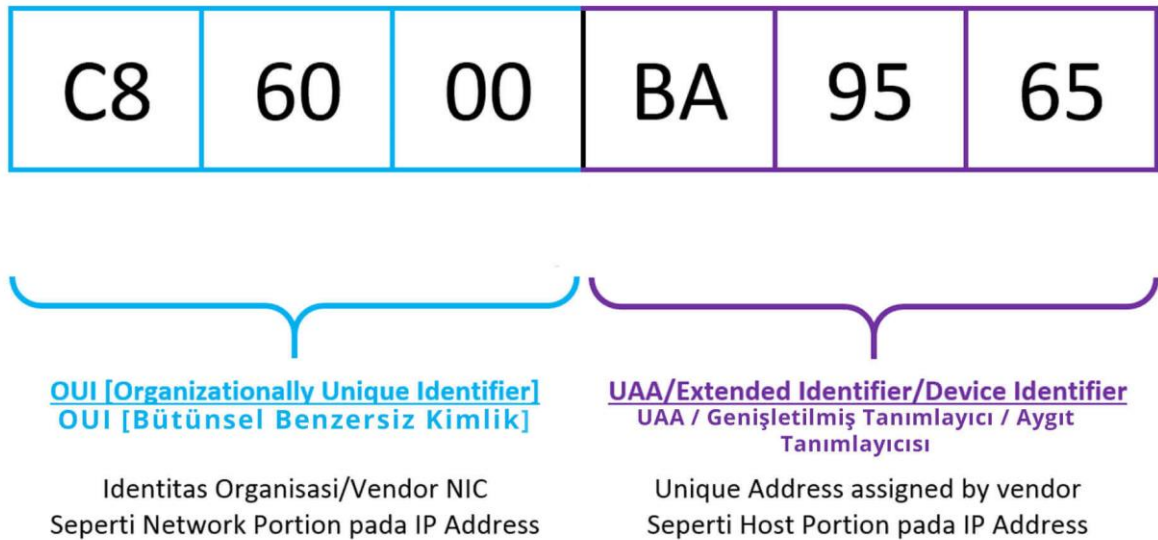 C8 60 00 BA 95 65
OUI [Organizationally Unique Identifier]
OUI [Bütünsel Benzersiz Kimlik]
Identitas Organisasi/Vendor NIC
Seperti Network Portion pada IP Address
UAA/Extended Identifier/Device Identifier
UAA / Genişletilmiş Tanımlayıcı / Aygıt
Tanımlayıcısı
Unique Address assigned by vendor
Seperti Host Portion pada IP Address